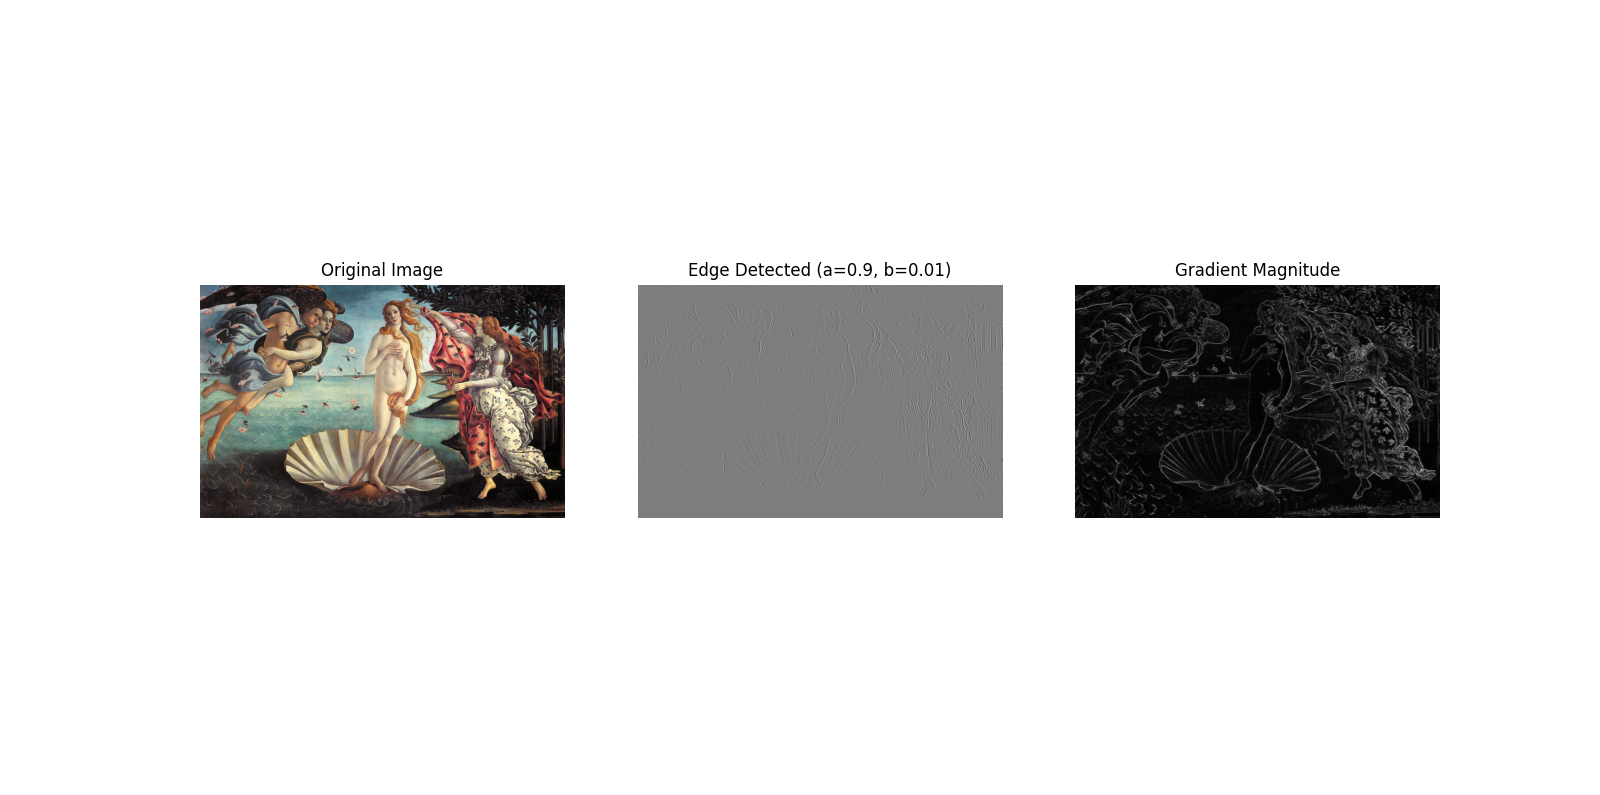 Original Image
Edge Detected (a=0.9, b=0.01)
Gradient Magnitude